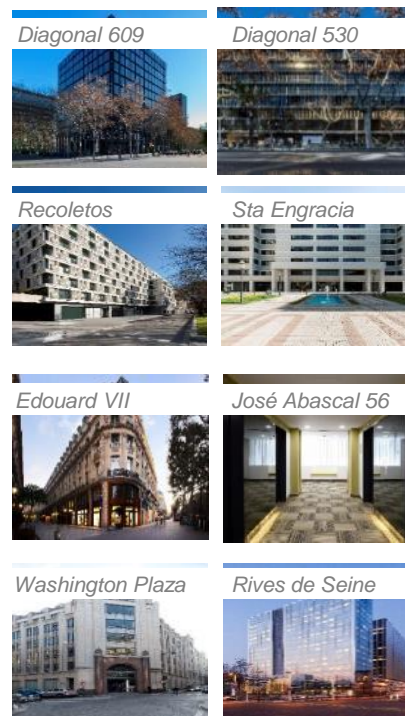 Diagonal 609
Diagonal 530
Recoletos
Sta Engracia
Edouard VII
José Abascal 56
Washington Plaza
Rives de Seine